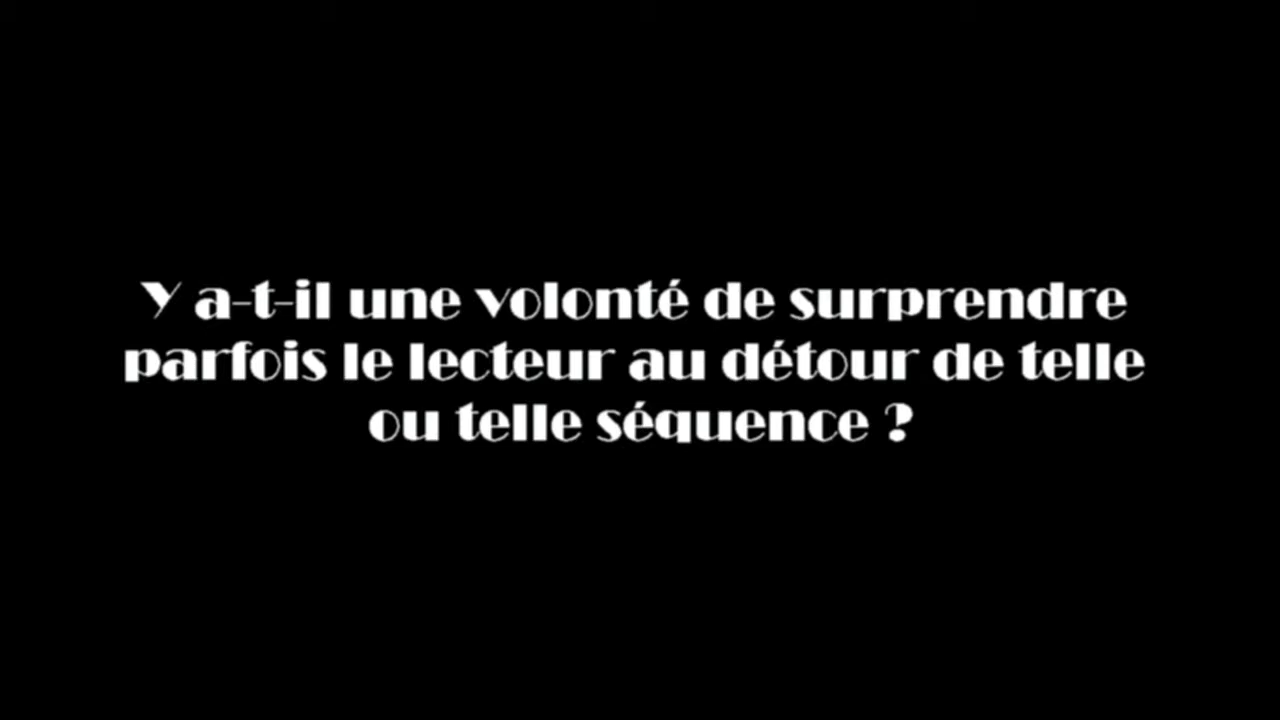 Y a-t-il une volonté de surprendre
parfois le lecteur au détour de telle
ou telle séquence ?